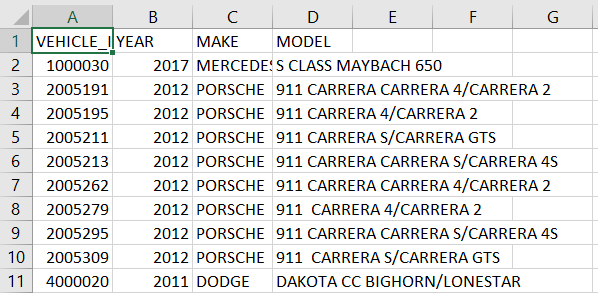 A B C D E F G
1 VEHICLE_I YEAR MAKE MODEL
2 1000030 2017 MERCEDES S CLASS MAYBACH 650
3 2005191 2012 PORSCHE 911 CARRERA CARRERA 4/CARRERA 2
4 2005195 2012 PORSCHE 911 CARRERA 4/CARRERA 2
5 2005211 2012 PORSCHE 911 CARRERA S/CARRERA GTS
6 2005213 2012 PORSCHE 911 CARRERA CARRERA S/CARRERA 4S
7 2005262 2012 PORSCHE 911 CARRERA CARRERA 4/CARRERA 2
8 2005279 2012 PORSCHE 911  CARRERA 4/CARRERA 2
9 2005295 2012 PORSCHE 911 CARRERA CARRERA S/CARRERA 4S
10 2005309 2012 PORSCHE 911  CARRERA S/CARRERA GTS
11 4000020 2011 DODGE DAKOTA CC BIGHORN/LONESTAR